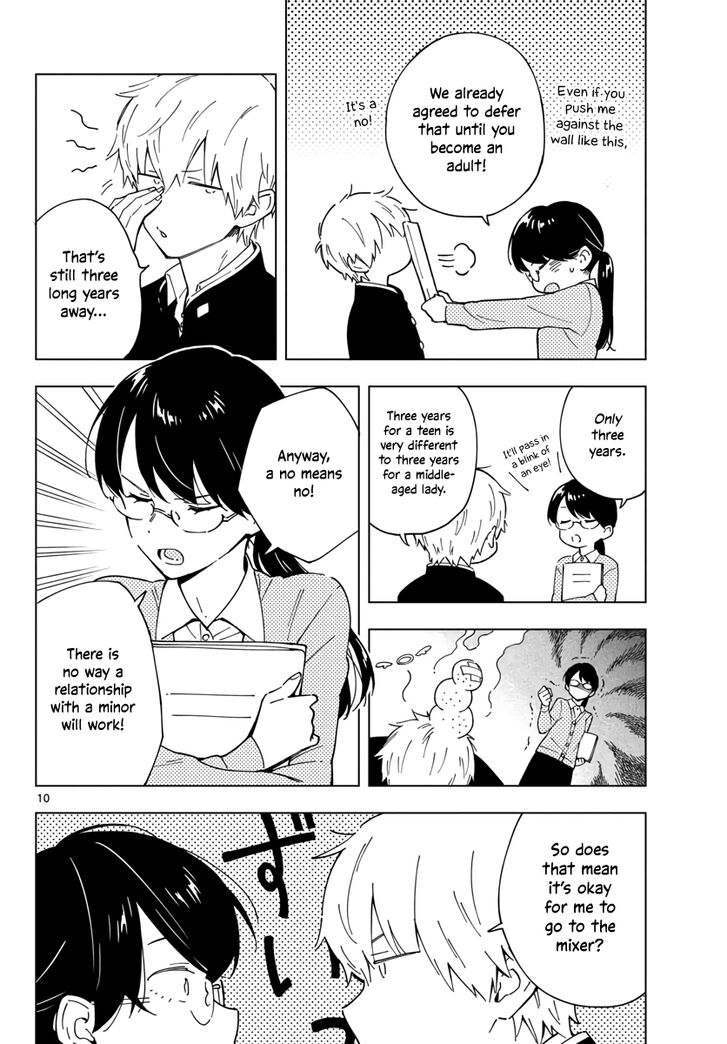 Even if you
push me
against the
wall like this,
We already
agreed to defer
that until you
become an
adult!
It's a
no!
That's
still three
long years
away...
Only
three
years.
It'll pass in
a blink of
an eye!
Three years
for a teen is
very different
to three years
for a middle-
aged lady.
Anyway,
a no means
no!
There is
no way a
relationship
with a minor
will work!
10
So does
that mean
it's okay
for me to
go to the
mixer?
ずいっ